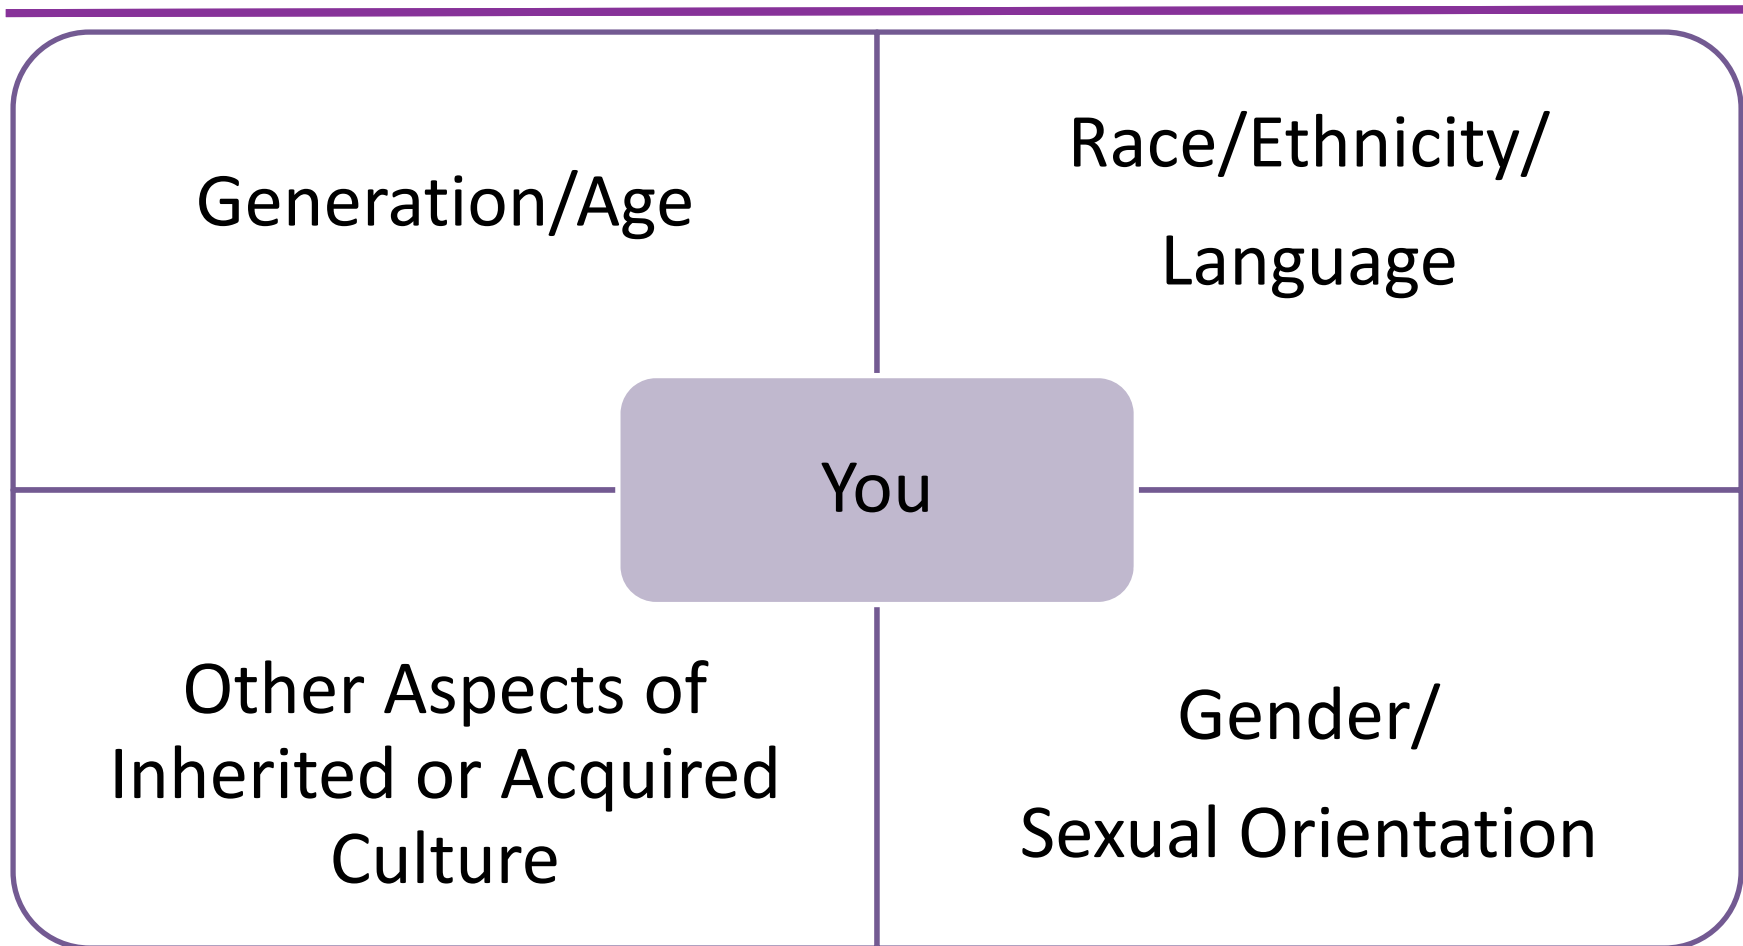 Generation/Age
Race/Ethnicity/
Language
You
Other Aspects of
Inherited or Acquired
Culture
Gender/
Sexual Orientation